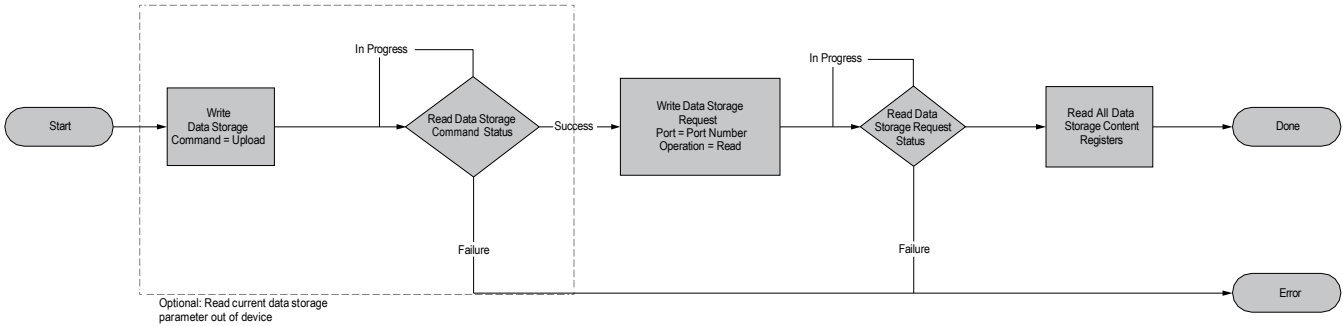 Start
Write
Data Storage
Command = Upload
In Progress
Read Data Storage
Command Status
Success
Failure
Write Data Storage
Request
Port = Port Number
Operation = Read
In Progress
Read Data
Storage Request
Status
Failure
Read All Data
Storage Content
Registers
Done
Error
Optional: Read current data storage
parameter out of device